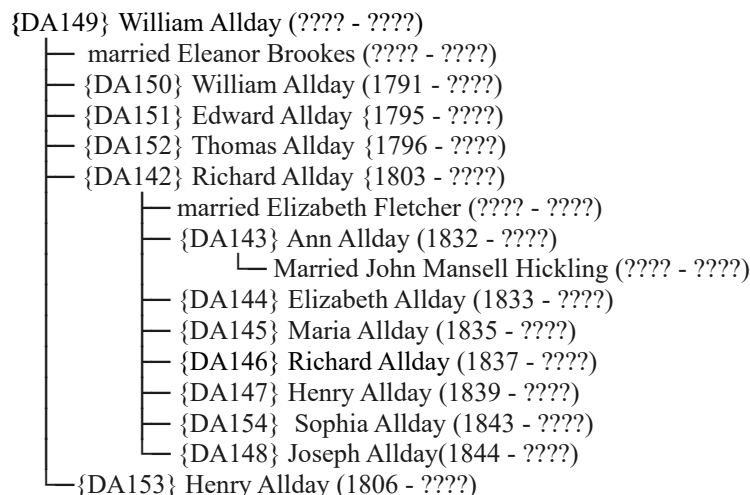 {DA149} William Allday (???? - ????)
married Eleanor Brookes (???? - ????)
{DA150} William Allday (1791 - ????)
{DA151} Edward Allday {1795 - ????)
{DA152} Thomas Allday {1796 - ????)
{DA142} Richard Allday {1803 - ????)
married Elizabeth Fletcher (???? - ????)
{DA143} Ann Allday (1832 - ????)
Married John Mansell Hickling (???? - ????)
{DA144} Elizabeth Allday (1833 - ????)
{DA145} Maria Allday (1835 - ????)
{DA146} Richard Allday (1837 - ????)
{DA147} Henry Allday (1839 - ????)
{DA154} Sophia Allday (1843 - ????)
{DA148} Joseph Allday(1844 - ????)
{DA153} Henry Allday (1806 - ????)